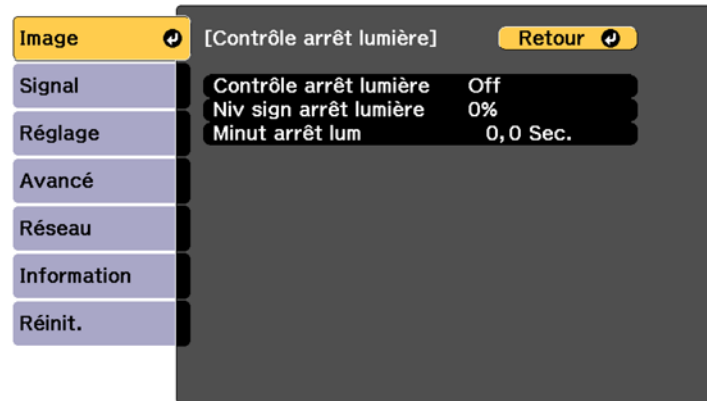 Image
[Contrôle arrêt lumière] Retour
Signal
Contrôle arrêt lumière Off
Niv sign arrêt lumière 0%
Réglage
Minut arrêt lum 0,0 Sec.
Avancé
Réseau
Information
Réinit.